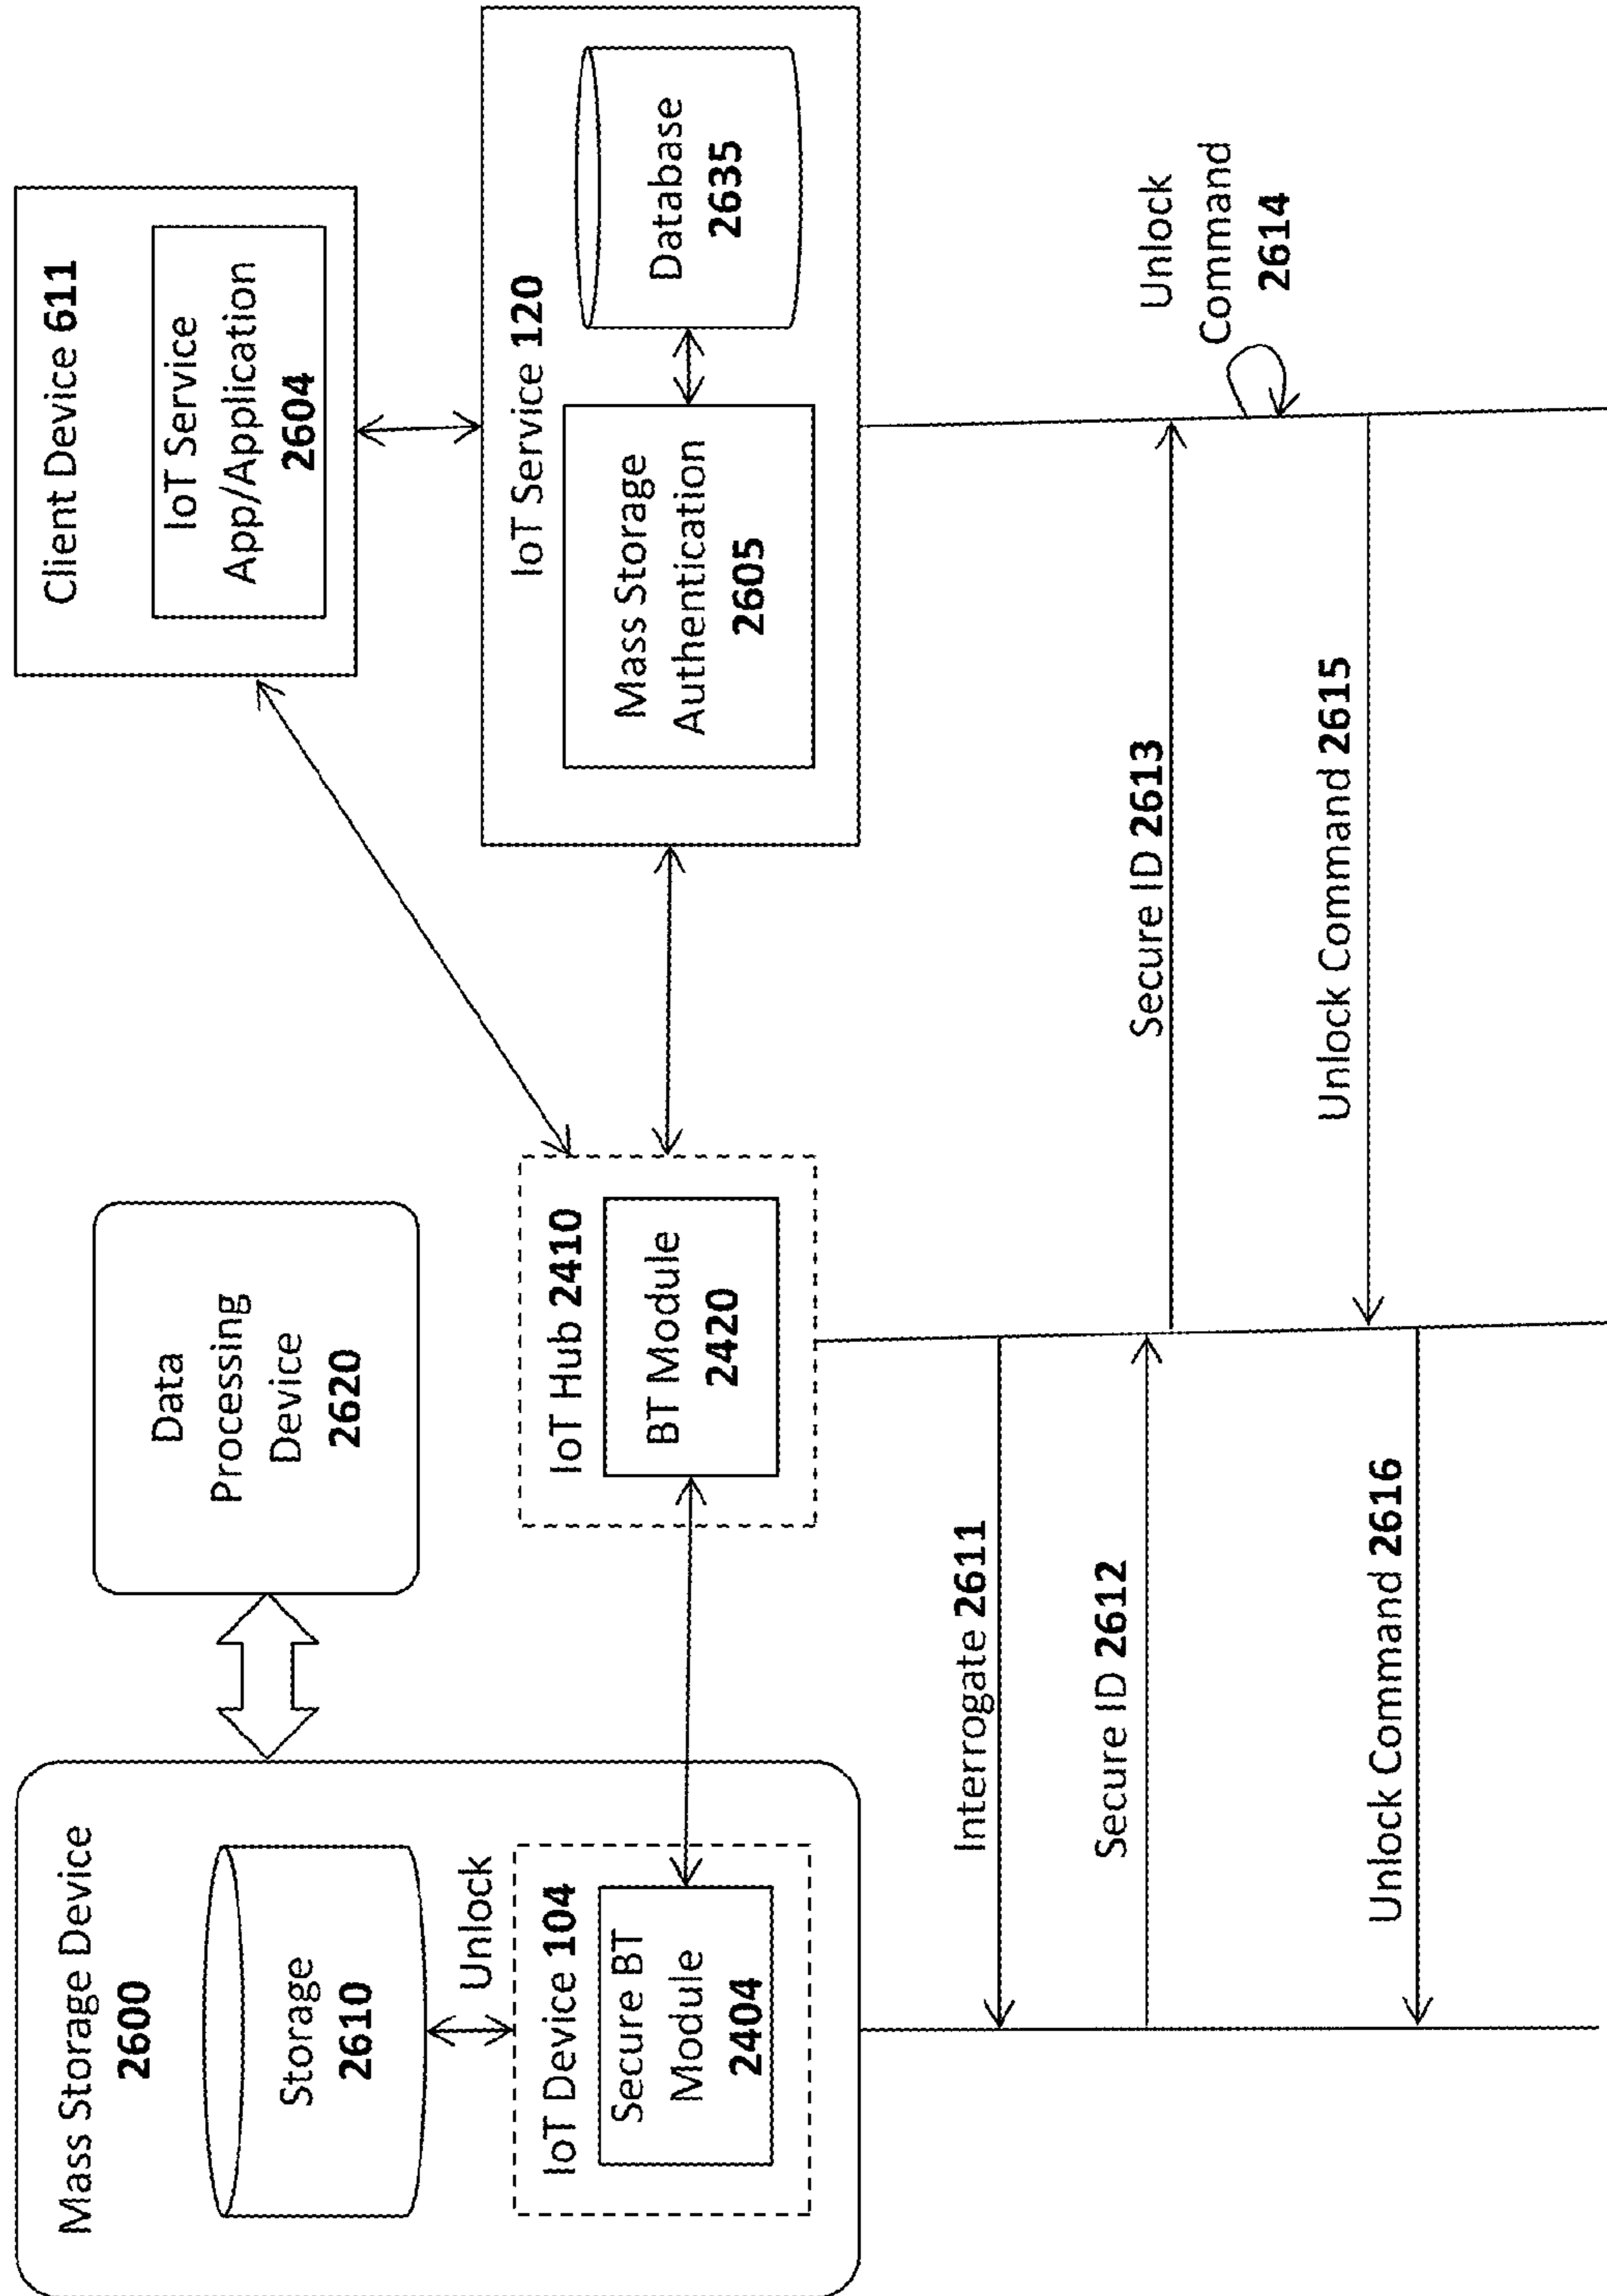 Mass Storage Device
2600
Storage
2610
Unlock
IoT Device 104
Secure BT
Module
2404
Data
Processing
Device
2620
IoT Hub 2410
BT Module
2420
Client Device 611
IoT Service
App/Application
2604
IoT Service 120
Mass Storage
Authentication
2605
Database
2635
Interrogate 2611
Secure ID 2612
Secure ID 2613
Unlock
Command
2614
Unlock Command 2615
Unlock Command 2616